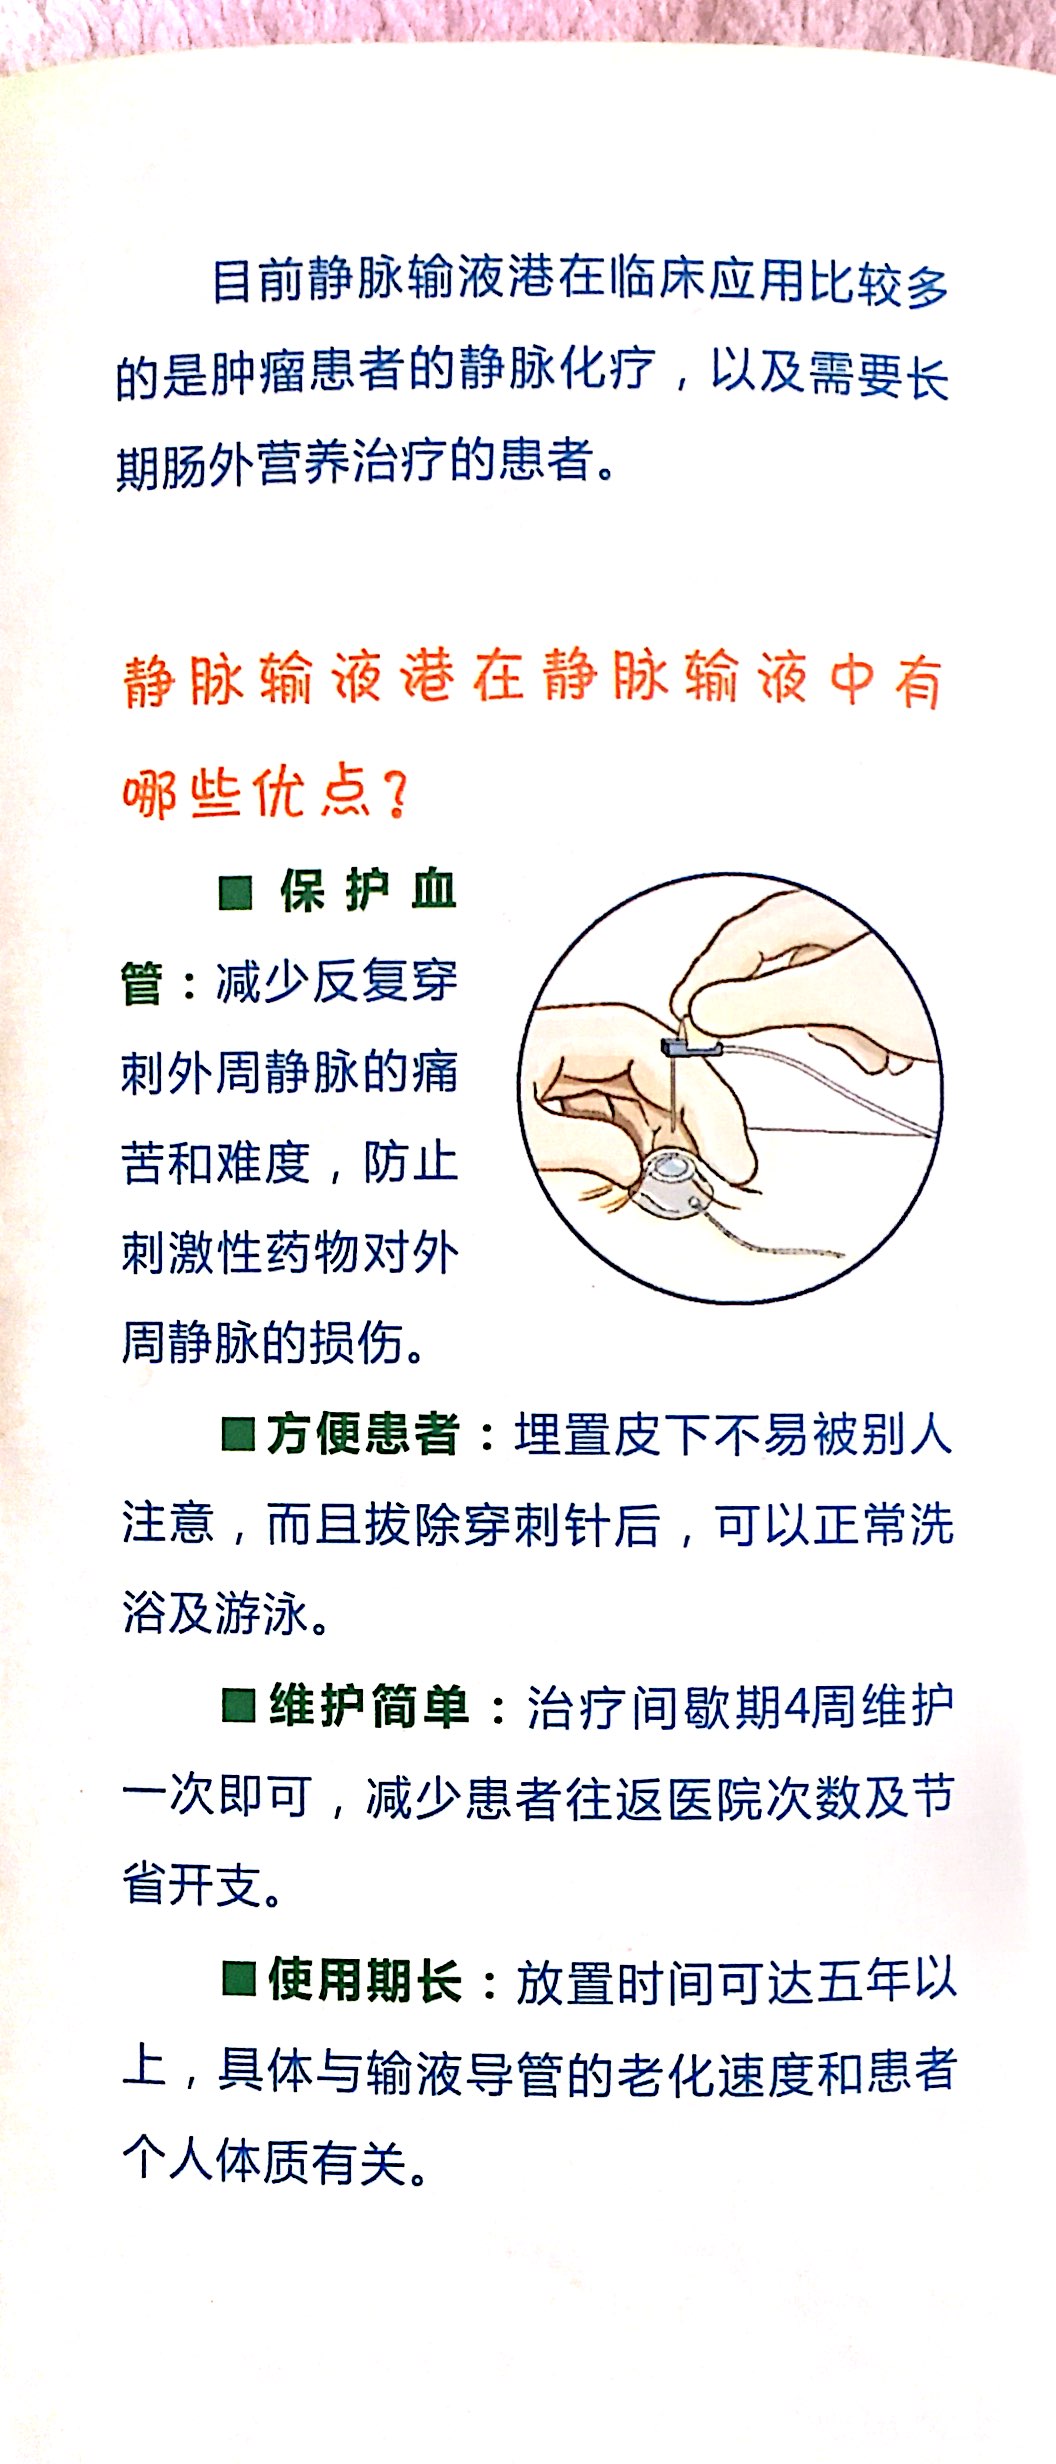 目前静脉输液港在临床应用比较多
的是肿瘤患者的静脉化疗，以及需要长
期肠外营养治疗的患者。
静脉输液港在静脉输液中有
哪些优点？
■ 保护血
管：减少反复穿
刺外周静脉的痛
苦和难度，防止
刺激性药物对外
周静脉的损伤。
■方便患者：埋置皮下不易被别人
注意，而且拔除穿刺针后，可以正常洗
浴及游泳。
■维护简单：治疗间歇期4周维护
一次即可，减少患者往返医院次数及节
省开支。
■使用期长：放置时间可达五年以
上，具体与输液导管的老化速度和患者
个人体质有关。